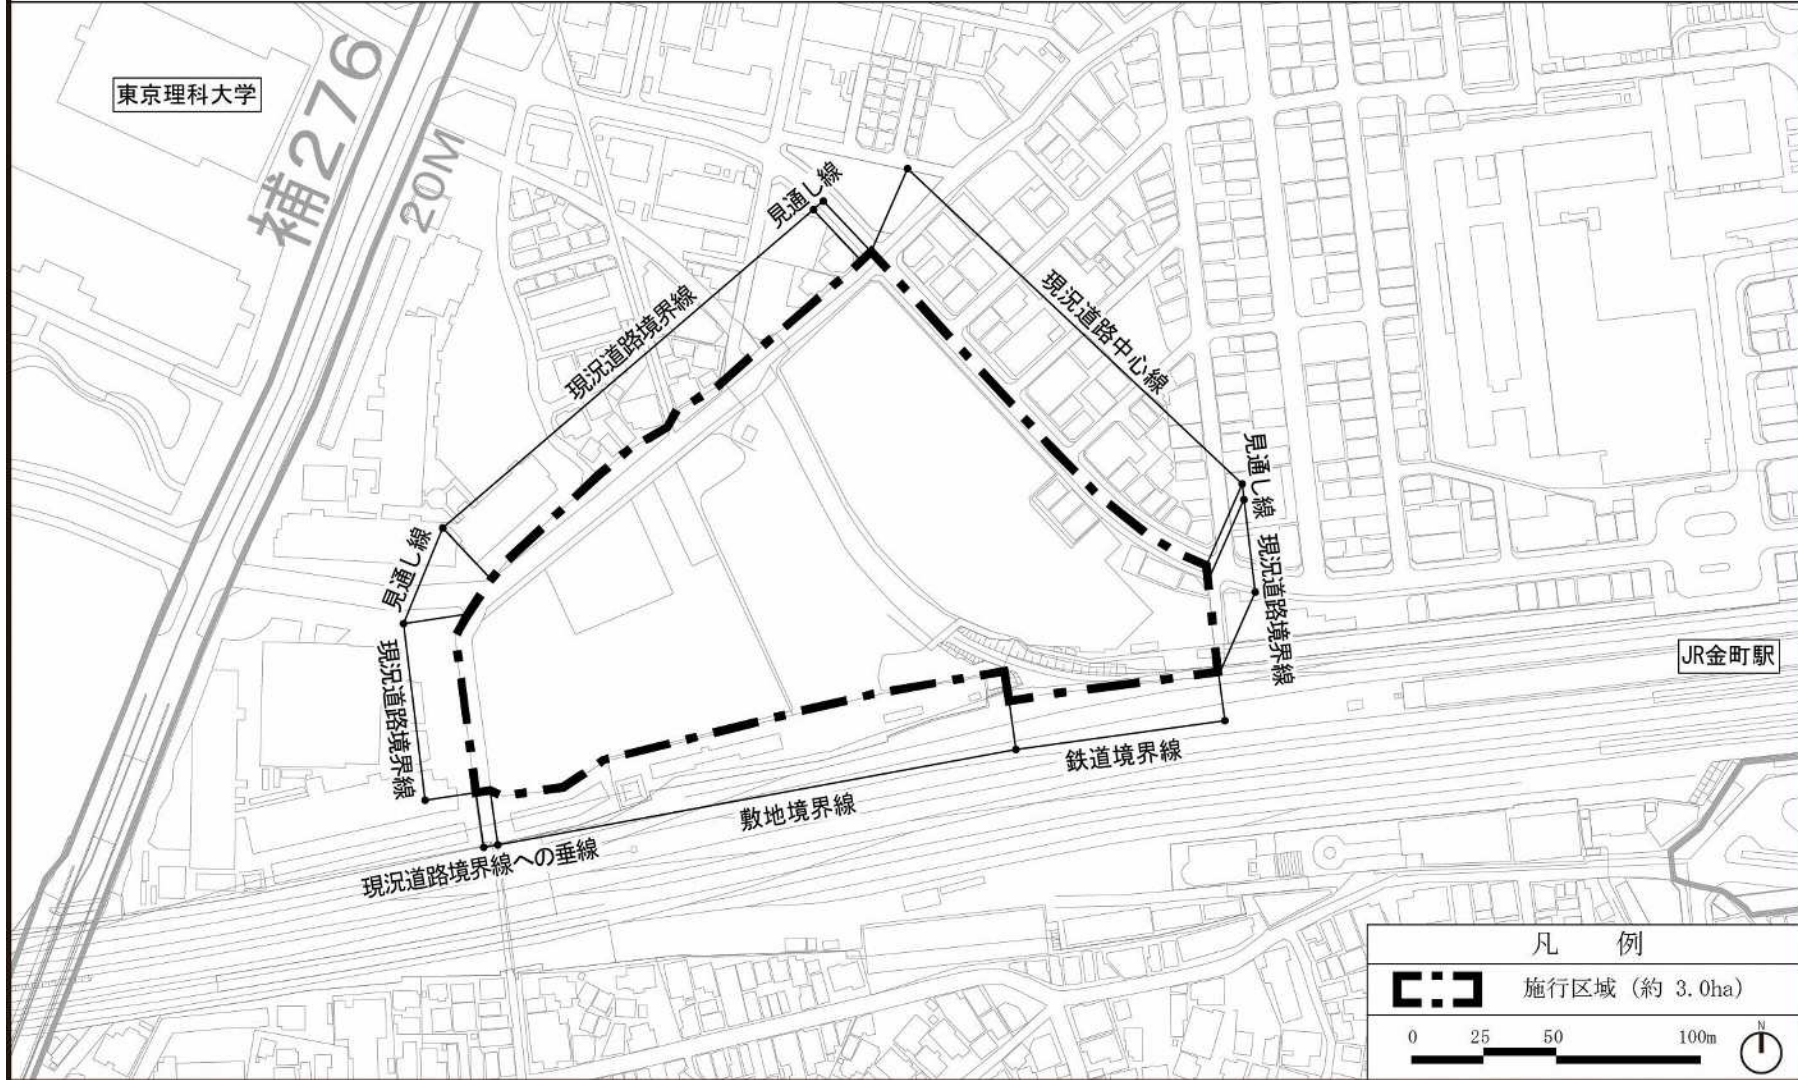 東京理科大学
補276
20M
見通し線
現況道路境界線
現況道路中心線
見通し線
見通し線
現況道路境界線
現況道路境界線
JR金町駅
鉄道境界線
敷地境界線
現況道路境界線への垂線
凡 例
施行区域（約 3.0ha）
0 25 50 100m
N